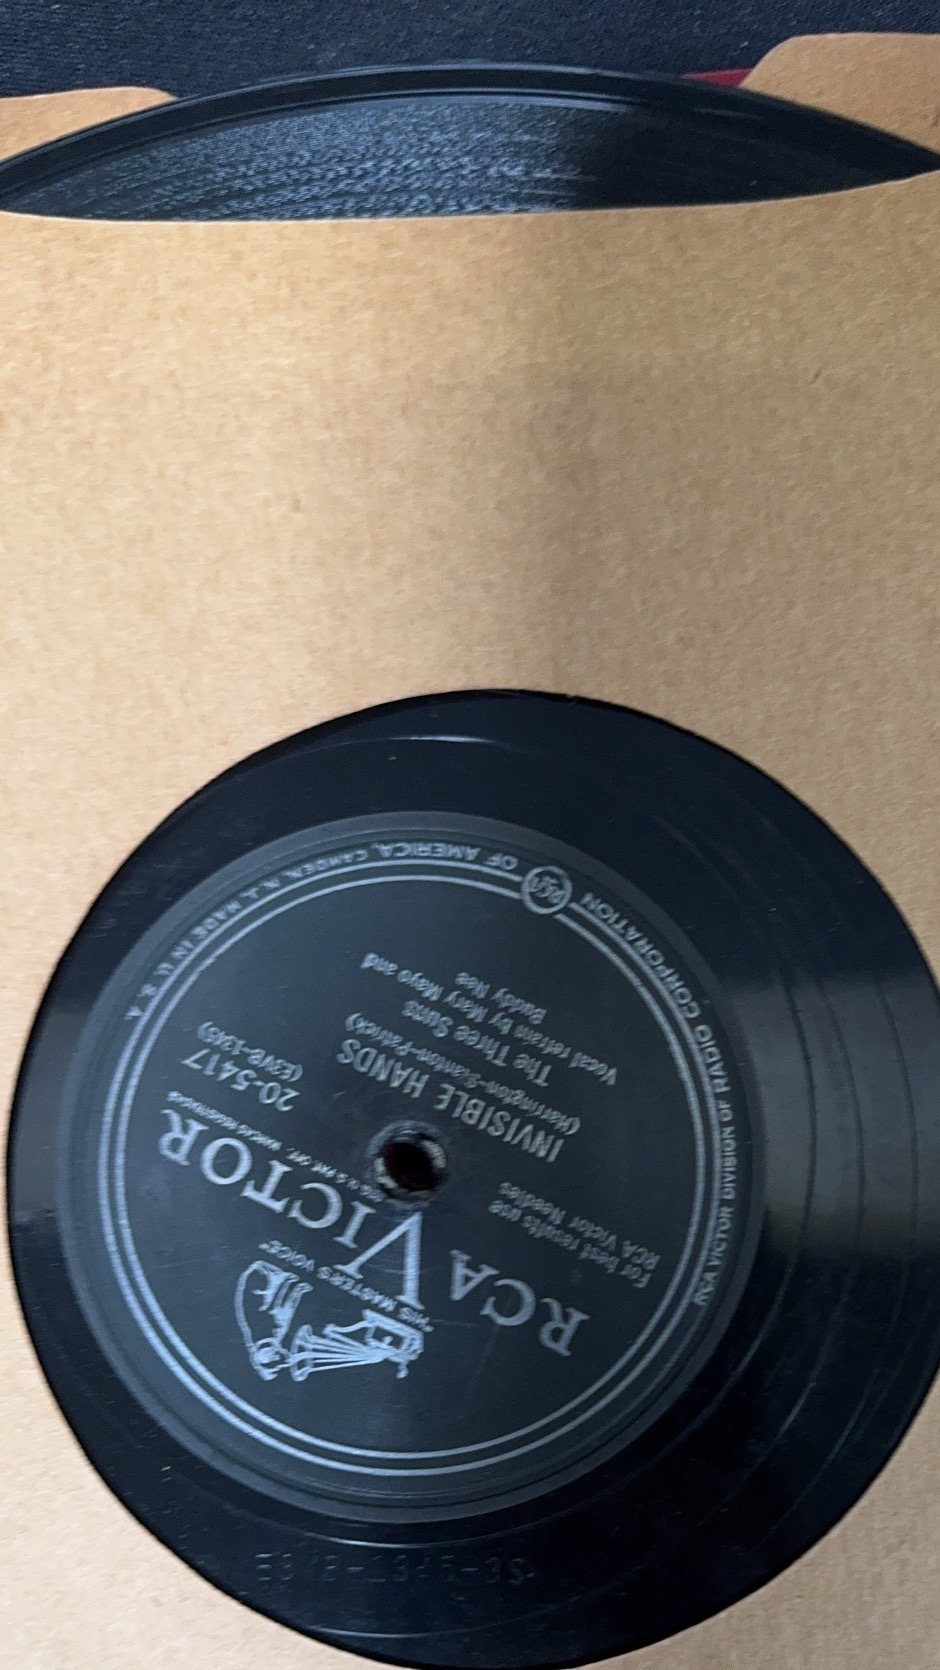 "HIS MASTER'S VOICE"
RCA VICTOR
For best results use
RCA Victor Needles
20-5417
(E3VB-1345)
INVISIBLE HANDS
(Harrington-Stanton-Patrick)
The Three Suns
Vocal refrain by Mary Mayo and
Buddy Nee
RCA VICTOR DIVISION OF RADIO CORPORATION RCA OF AMERICA, CAMDEN, N. J. MADE IN U. S. A.